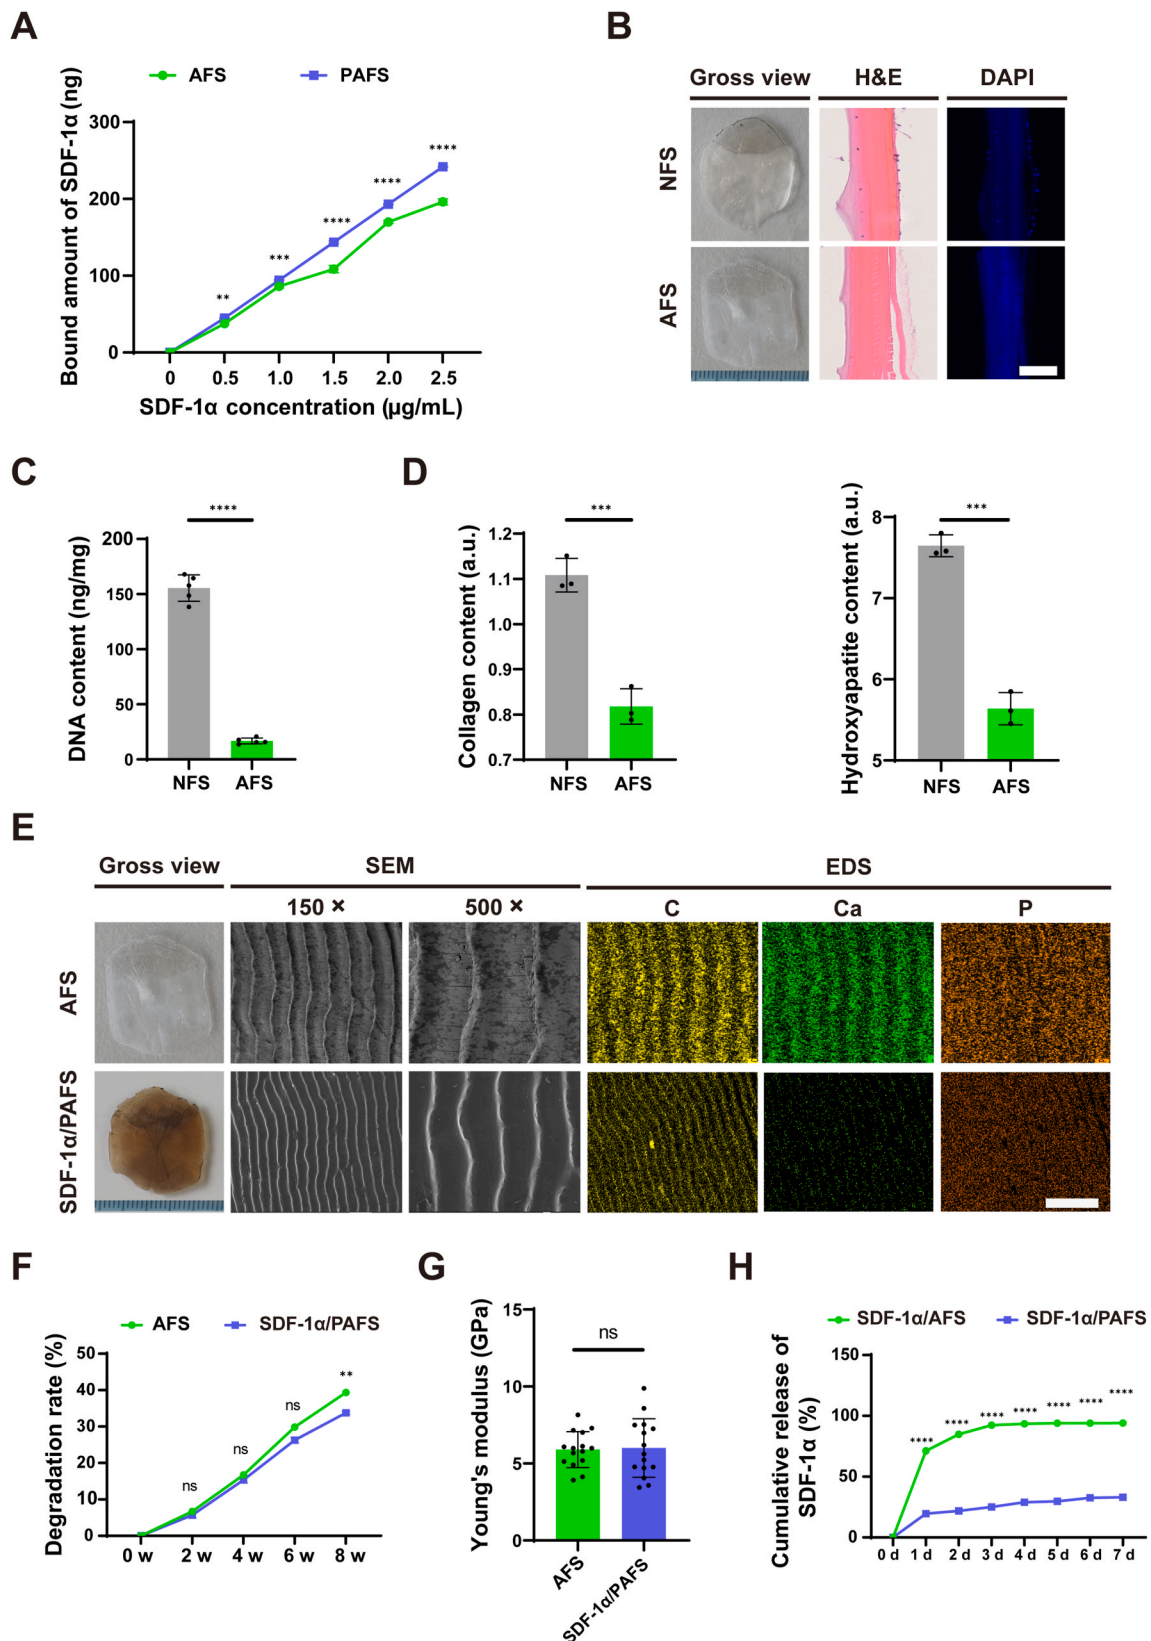 A
AFS
PAFS
Bound amount of SDF-1α (ng)
300
200
100
0
**
***
****
****
****
0 0.5 1.0 1.5 2.0 2.5
SDF-1α concentration (μg/mL)
B
Gross view H&E DAPI
NFS
AFS
C
DNA content (ng/mg)
****
200
150
100
50
0
NFS AFS
D
Collagen content (a.u.)
***
1.2
1.1
1.0
0.9
0.8
0.7
NFS AFS
Hydroxyapatite content (a.u.)
***
8
7
6
5
NFS AFS
E
Gross view SEM EDS
150 × 500 × C Ca P
AFS
SDF-1α/PAFS
F
AFS SDF-1α/PAFS
Degradation rate (%)
50
40
30
20
10
0
ns
ns
ns
**
0 w 2 w 4 w 6 w 8 w
G
Young's modulus (GPa)
15
10
5
0
ns
AFS
SDF-1α/PAFS
H
SDF-1α/AFS SDF-1α/PAFS
Cumulative release of
SDF-1α (%)
150
100
50
0
****
****
****
****
****
****
****
0 d 1 d 2 d 3 d 4 d 5 d 6 d 7 d